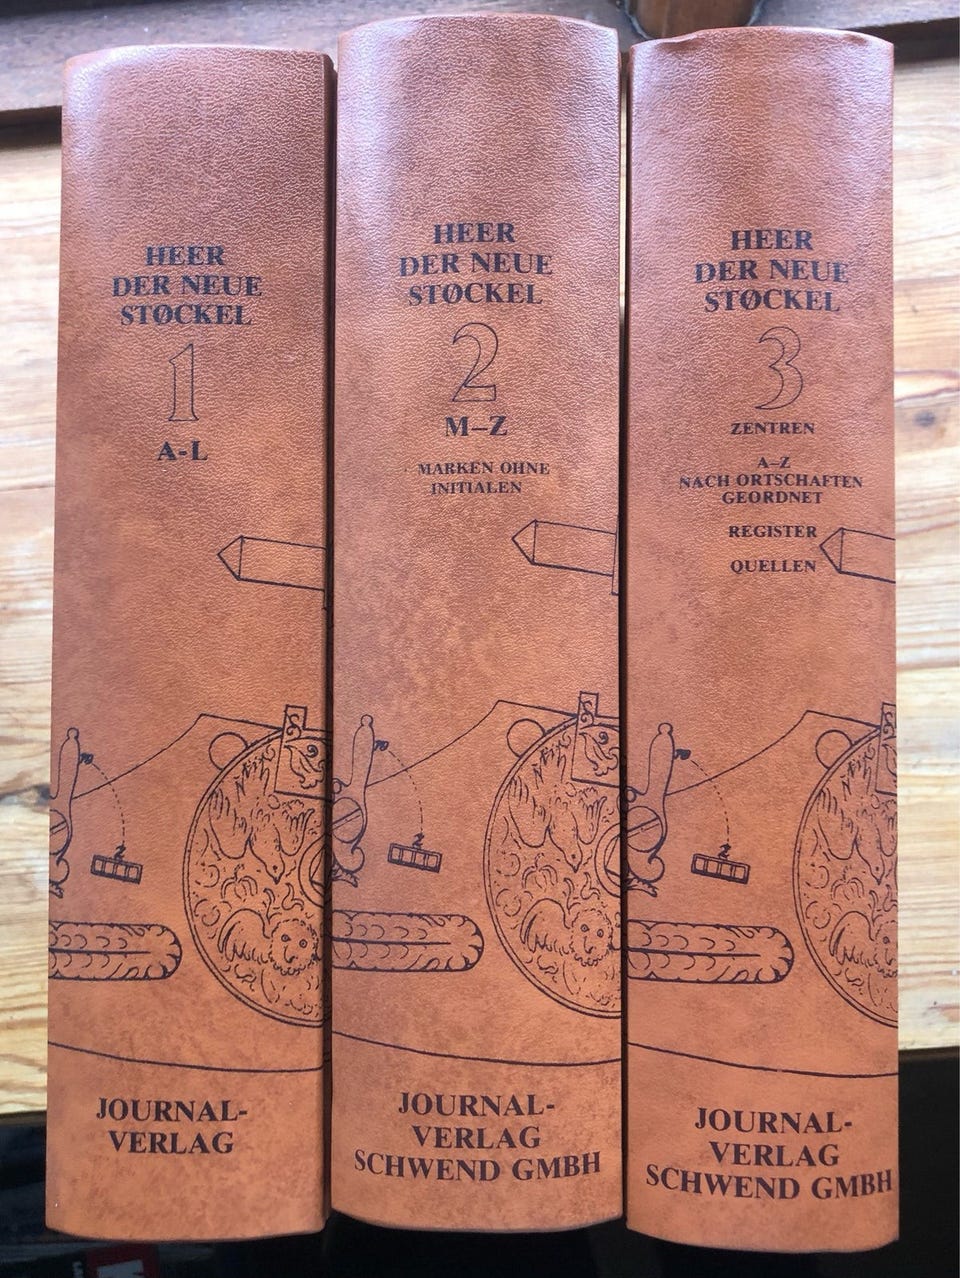 HEER
DER NEUE
STØCKEL
1
A-L
JOURNAL-
VERLAG
HEER
DER NEUE
STØCKEL
2
M–Z
MARKEN OHNE
INITIALEN
JOURNAL-
VERLAG
SCHWEND GMBH
HEER
DER NEUE
STØCKEL
3
ZENTREN
A–Z
NACH ORTSCHAFTEN
GEORDNET
REGISTER
QUELLEN
JOURNAL-
VERLAG
SCHWEND GMBH